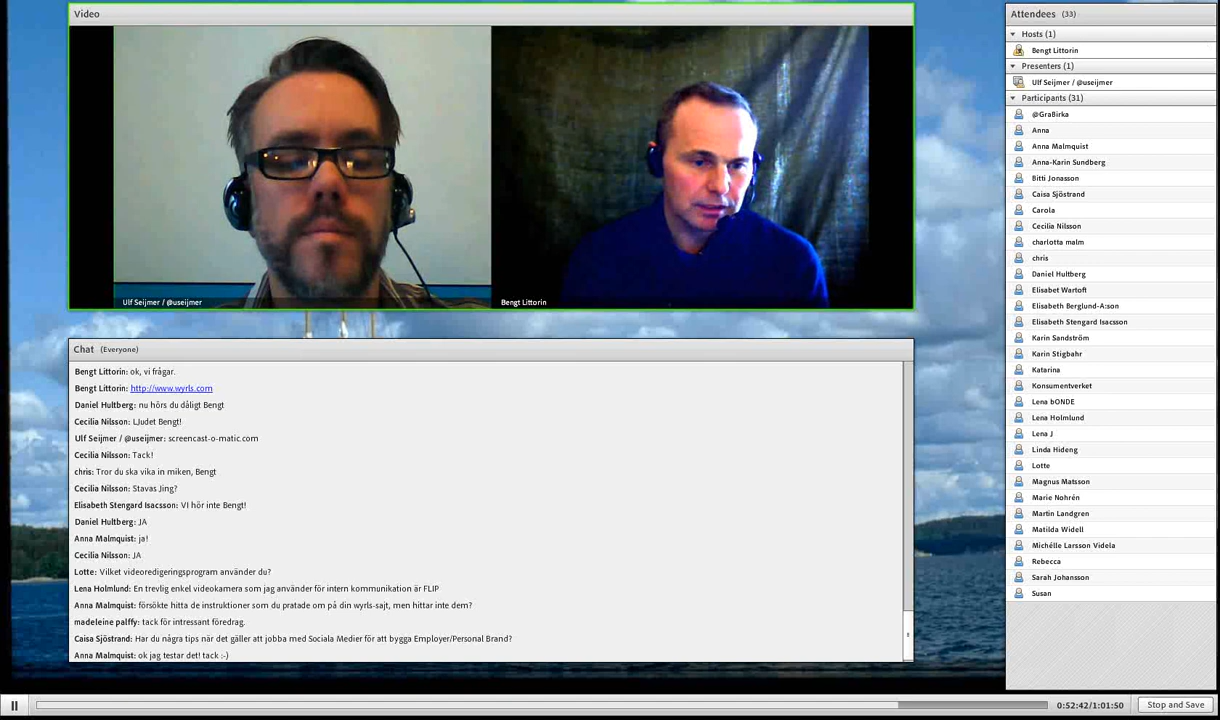 Video
Ulf Seijmer / @useijmer
Bengt Littorin
Chat (Everyone)
Bengt Littorin: ok, vi frågar.
Bengt Littorin: http://www.wyrls.com
Daniel Hultberg: nu hörs du dåligt Bengt
Cecilia Nilsson: LJudet Bengt!
Ulf Seijmer / @useijmer: screencast-o-matic.com
Cecilia Nilsson: Tack!
chris: Tror du ska vika in miken, Bengt
Cecilia Nilsson: Stavas Jing?
Elisabeth Stengard Isacsson: VI hör inte Bengt!
Daniel Hultberg: JA
Anna Malmquist: ja!
Cecilia Nilsson: JA
Lotte: Vilket videoredigeringsprogram använder du?
Lena Holmlund: En trevlig enkel videokamera som jag använder för intern kommunikation är FLIP
Anna Malmquist: försökte hitta de instruktioner som du pratade om på din wyrls-sajt, men hittar inte dem?
madeleine palffy: tack för intressant föredrag.
Caisa Sjöstrand: Har du några tips när det gäller att jobba med Sociala Medier för att bygga Employer/Personal Brand?
Anna Malmquist: ok jag testar det! tack :-)
Attendees (33)
Hosts (1)
Bengt Littorin
Presenters (1)
Ulf Seijmer / @useijmer
Participants (31)
@GraBirka
Anna
Anna Malmquist
Anna-Karin Sundberg
Bitti Jonasson
Caisa Sjöstrand
Carola
Cecilia Nilsson
charlotta malm
chris
Daniel Hultberg
Elisabet Wartoft
Elisabeth Berglund-A:son
Elisabeth Stengard Isacsson
Karin Sandström
Karin Stigbahr
Katarina
Konsumentverket
Lena bONDE
Lena Holmlund
Lena J
Linda Hideng
Lotte
Magnus Matsson
Marie Nohrén
Martin Landgren
Matilda Widell
Michélle Larsson Videla
Rebecca
Sarah Johansson
Susan
0:52:42/1:01:50
Stop and Save